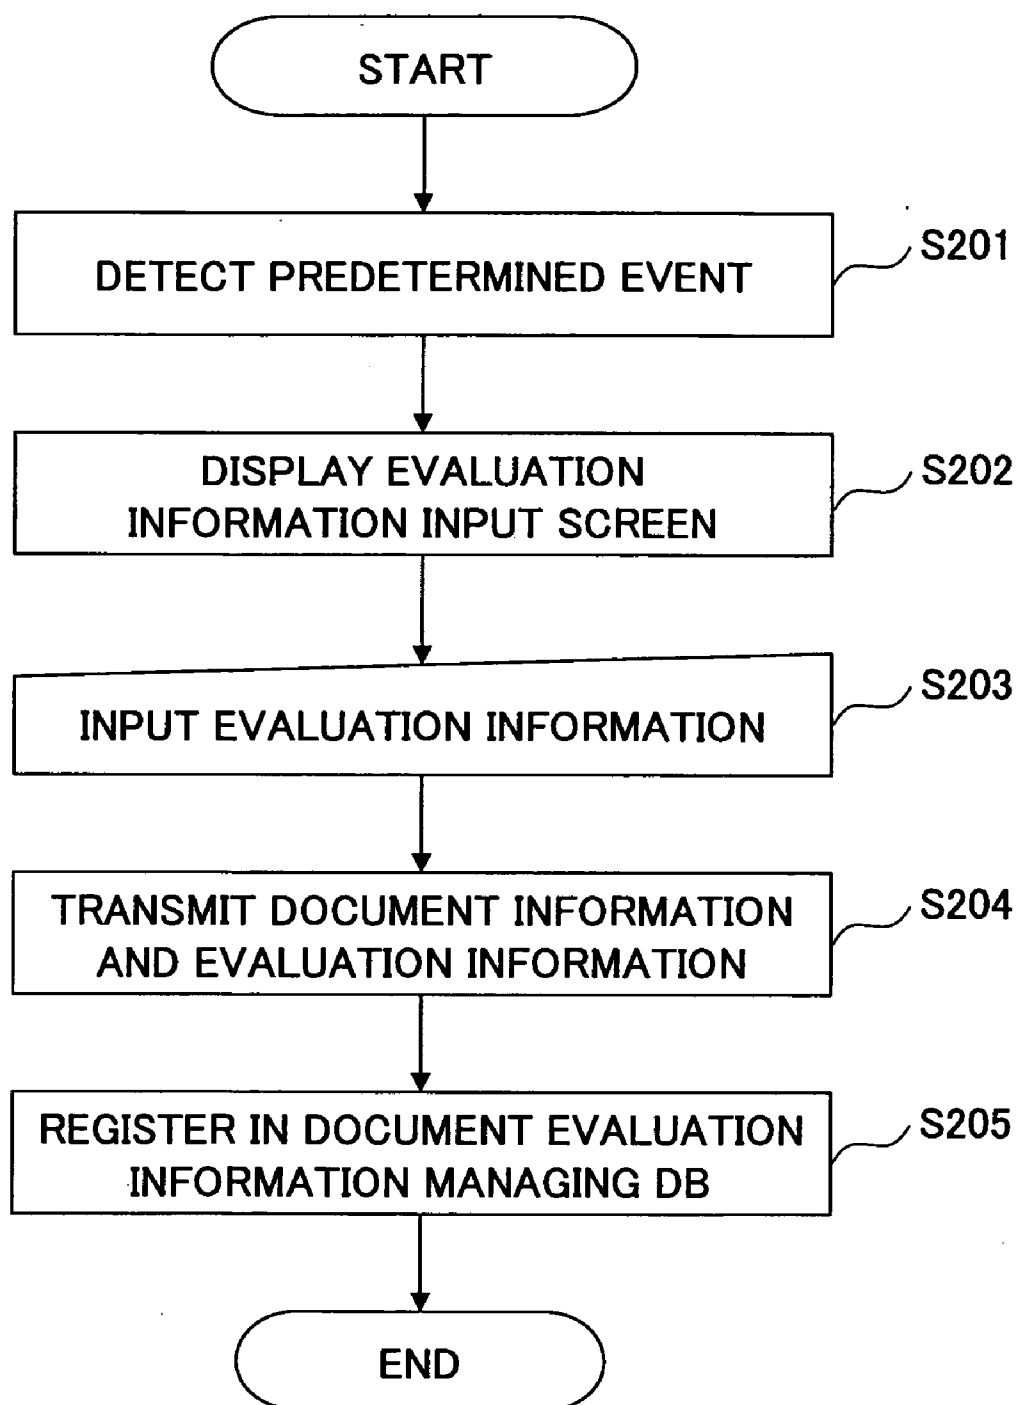 START
DETECT PREDETERMINED EVENT
S201
DISPLAY EVALUATION
INFORMATION INPUT SCREEN
S202
INPUT EVALUATION INFORMATION
S203
TRANSMIT DOCUMENT INFORMATION
AND EVALUATION INFORMATION
S204
REGISTER IN DOCUMENT EVALUATION
INFORMATION MANAGING DB
S205
END